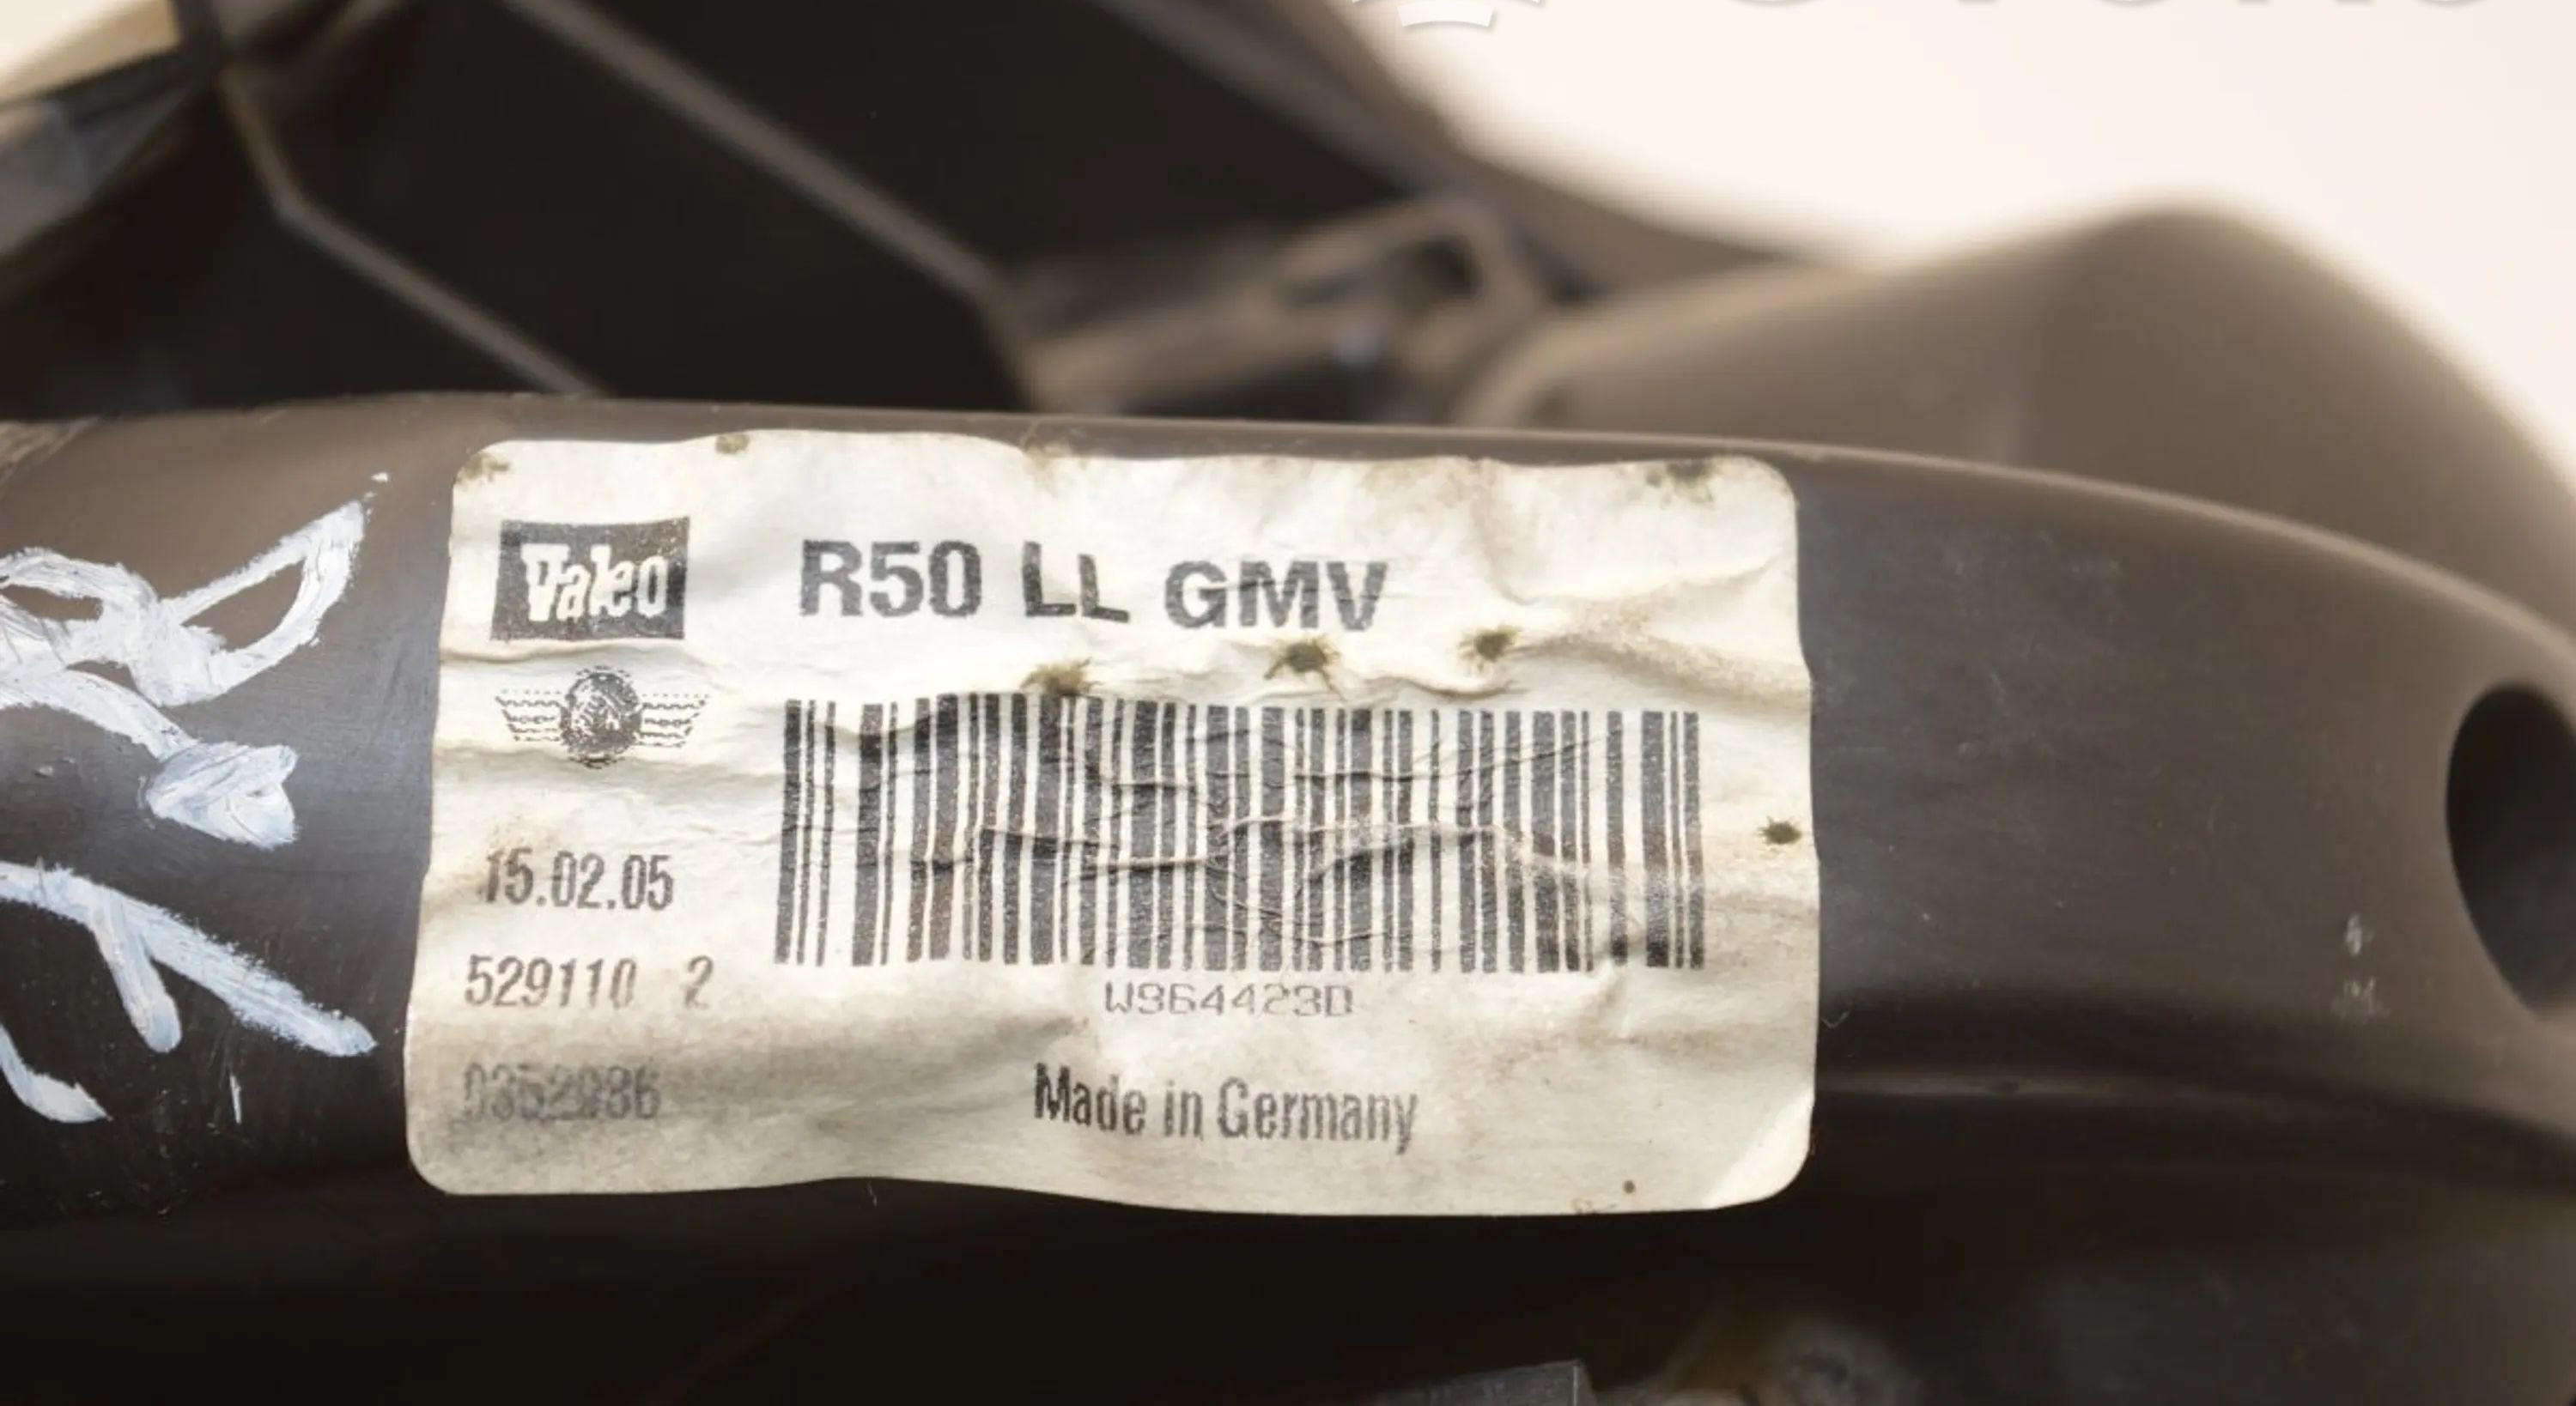 Valeo
R50 LL GMV
15.02.05
529110 2
W964423D
Made in Germany